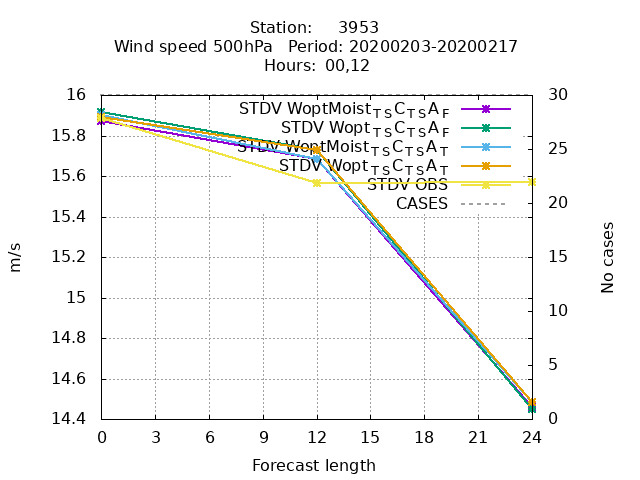 Station: 3953
Wind speed 500hPa Period: 20200203-20200217
Hours: 00,12
16 30
STDV WoptMoist_TS C_TS A_F
STDV Wopt_TS C_TS A_F
15.8 25
STDV WoptMoist_TS C_TS A_T
STDV Wopt_TS C_TS A_T
15.6 STDV OBS
CASES 20
15.4
15.2 15
15 10
14.8
14.6 5
14.4 0
0 3 6 9 12 15 18 21 24
Forecast length
m/s
No cases